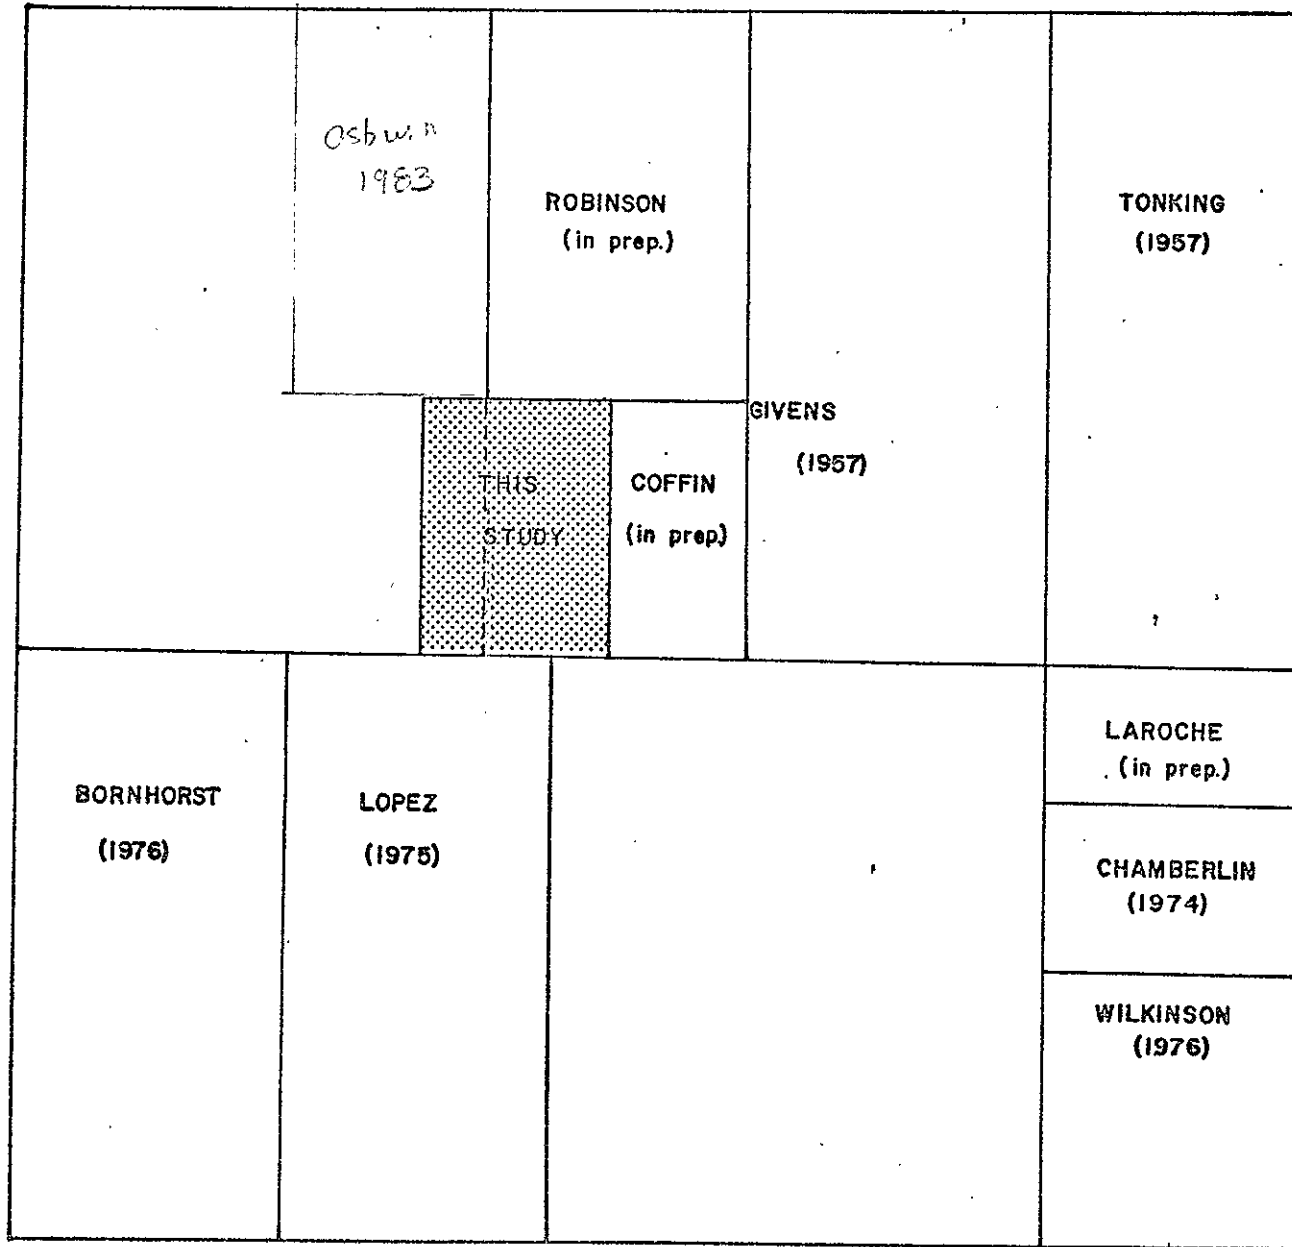 Osburn
1983
ROBINSON
(in prep.)
TONKING
(1957)
GIVENS
(1957)
THIS
STUDY
COFFIN
(in prep)
LAROCHE
(in prep.)
BORNHORST
(1976)
LOPEZ
(1975)
CHAMBERLIN
(1974)
WILKINSON
(1976)